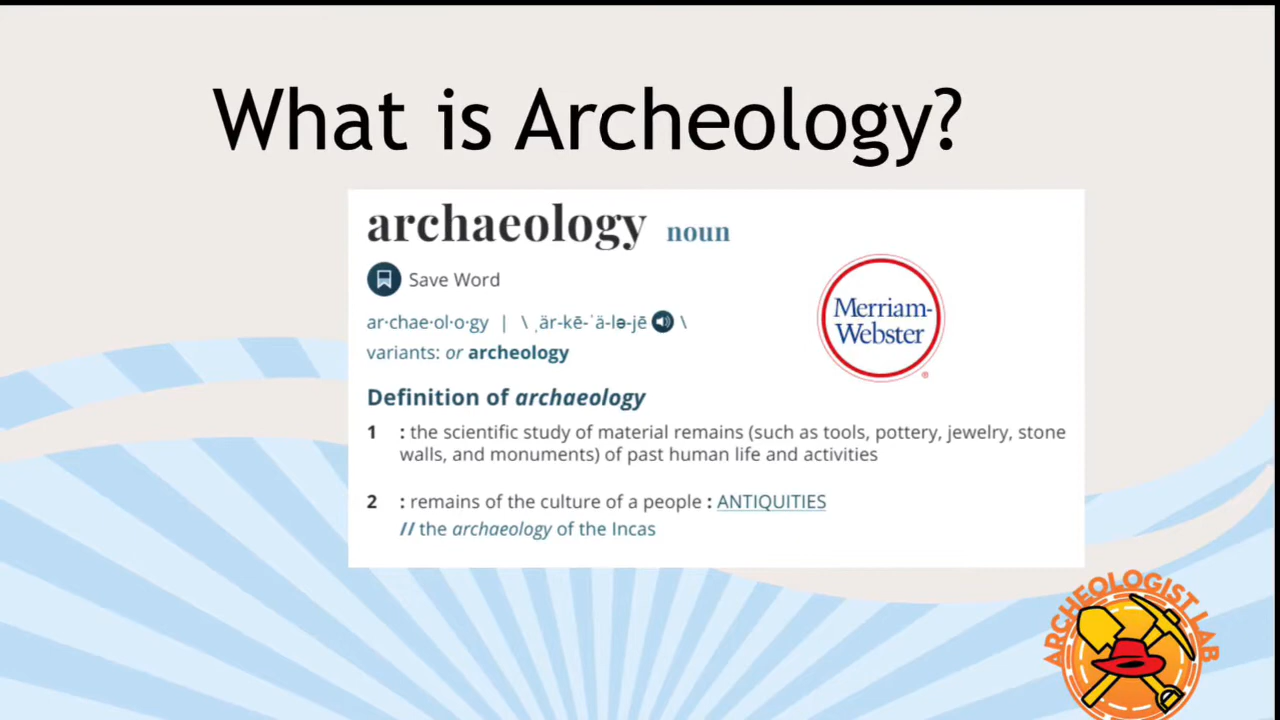 What is Archeology?
archaeology noun
Save Word
ar·chae·ol·o·gy | \ ˌär-kē-ˈä-lə-jē \
variants: or archeology
Merriam-
Webster
®
Definition of archaeology
1 : the scientific study of material remains (such as tools, pottery, jewelry, stone
walls, and monuments) of past human life and activities
2 : remains of the culture of a people : ANTIQUITIES
// the archaeology of the Incas
ARCHEOLOGIST LAB